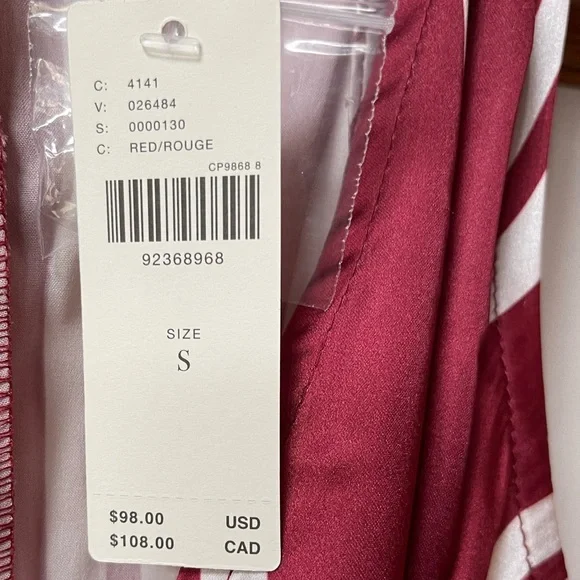 C: 4141
V: 026484
S: 0000130
C: RED/ROUGE
CP9868 8
92368968
SIZE
S
$98.00 USD
$108.00 CAD